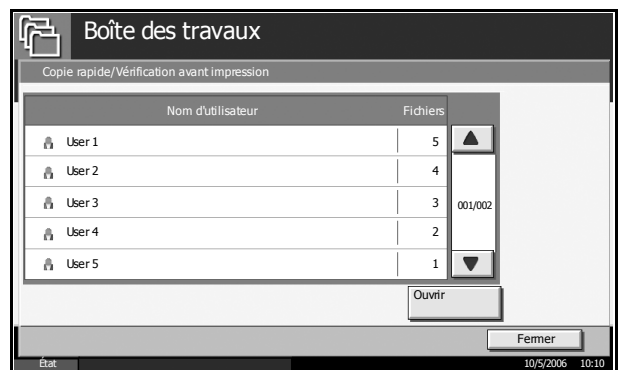 Boîte des travaux
Copie rapide/Vérification avant impression
Nom d'utilisateur Fichiers
User 1 5
User 2 4
User 3 3 001/002
User 4 2
User 5 1
Ouvrir
Fermer
État 10/5/2006 10:10